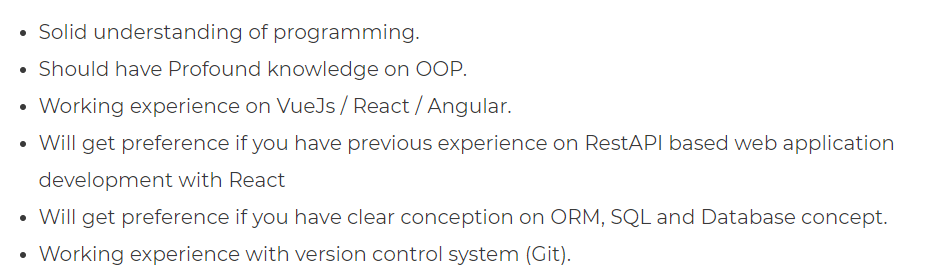 • Solid understanding of programming.
• Should have Profound knowledge on OOP.
• Working experience on VueJs / React / Angular.
• Will get preference if you have previous experience on RestAPI based web application
development with React
• Will get preference if you have clear conception on ORM, SQL and Database concept.
• Working experience with version control system (Git).